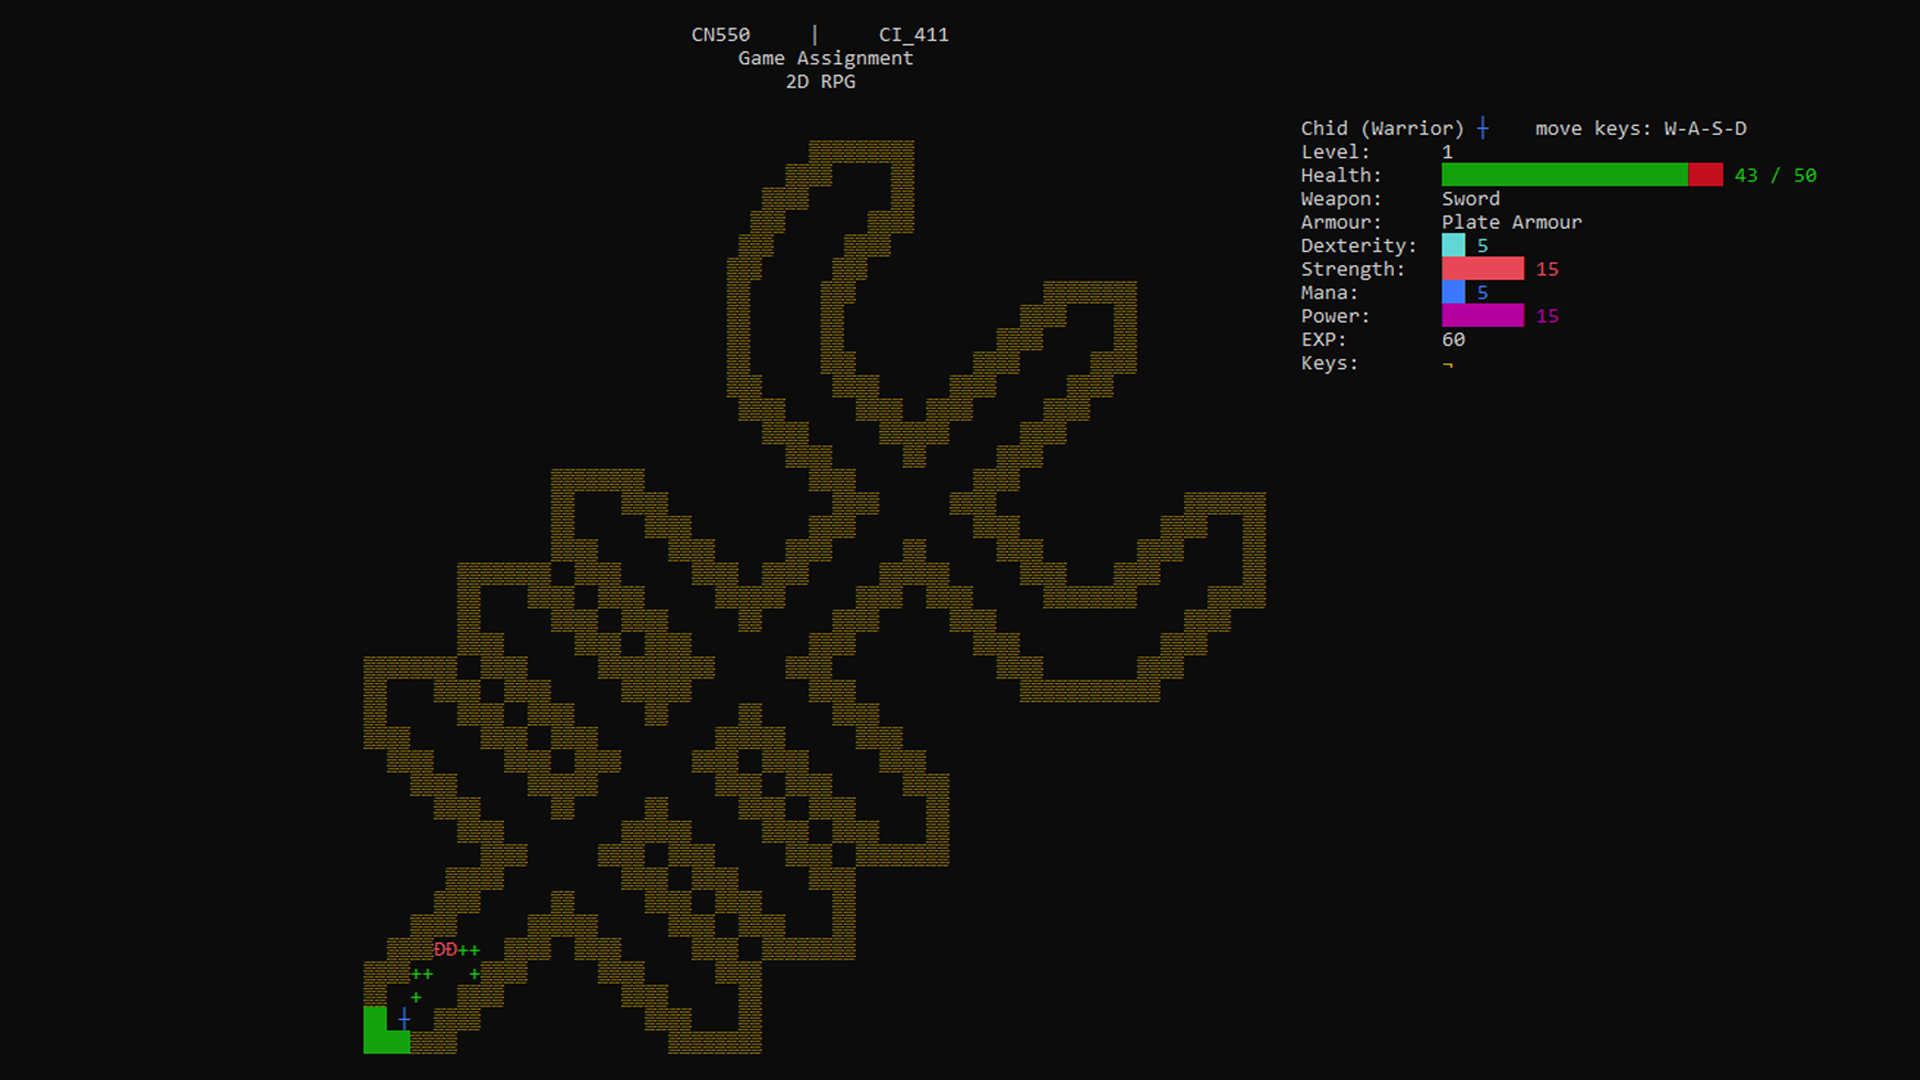 CN550 | CI_411
Game Assignment
2D RPG
Chid (Warrior) ┼ move keys: W-A-S-D
Level: 1
Health: 43 / 50
Weapon: Sword
Armour: Plate Armour
Dexterity: 5
Strength: 15
Mana: 5
Power: 15
EXP: 60
Keys: ¬
ĐĐ++
++ +
+
┼